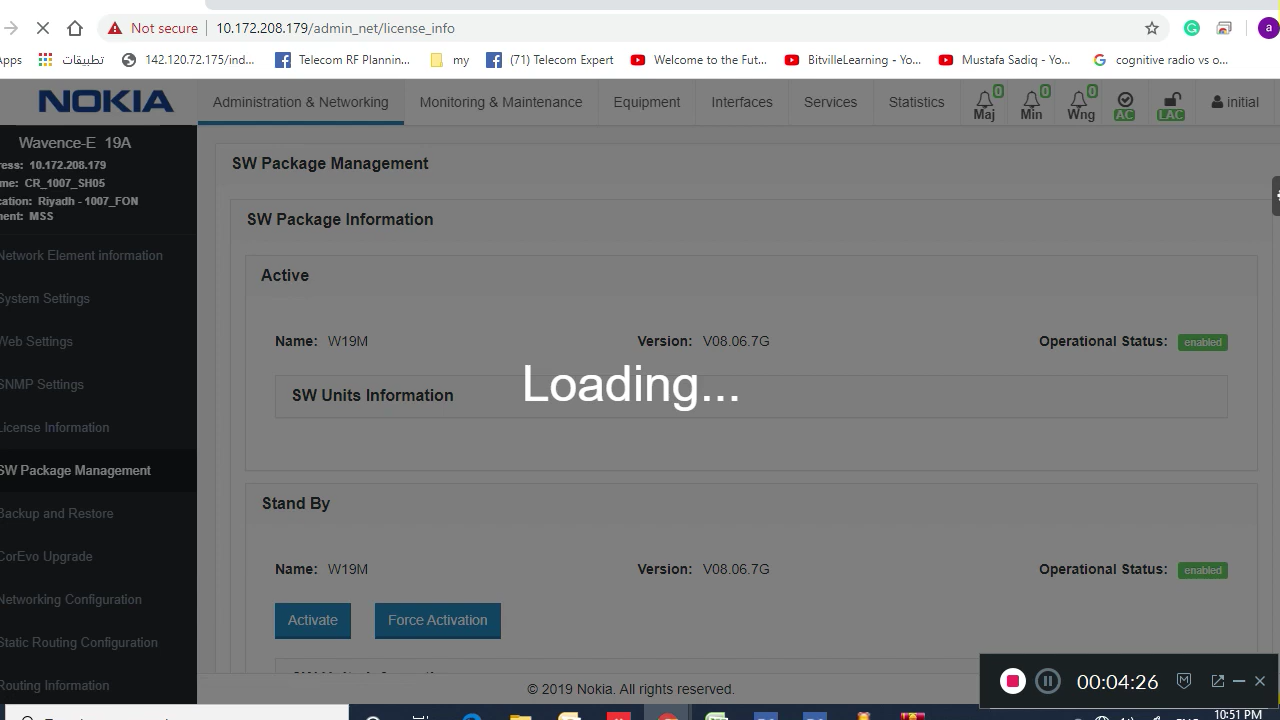 Not secure 10.172.208.179/admin_net/license_info a
Apps تطبيقات 142.120.72.175/ind... Telecom RF Plannin... my (71) Telecom Expert Welcome to the Fut... BitvilleLearning - Yo... Mustafa Sadiq - Yo... cognitive radio vs o...
NOKIA Administration & Networking Monitoring & Maintenance Equipment Interfaces Services Statistics 0 Maj 0 Min 0 Wng AC LAC initial
Wavence-E 19A
ress: 10.172.208.179
me: CR_1007_SH05
cation: Riyadh - 1007_FON
ment: MSS
Network Element information
System Settings
Web Settings
SNMP Settings
License Information
SW Package Management
Backup and Restore
CorEvo Upgrade
Networking Configuration
Static Routing Configuration
Routing Information
SW Package Management
SW Package Information
Active
Name: W19M Version: V08.06.7G Operational Status: enabled
Loading...
SW Units Information
Stand By
Name: W19M Version: V08.06.7G Operational Status: enabled
Activate Force Activation
© 2019 Nokia. All rights reserved.
00:04:26
10:51 PM